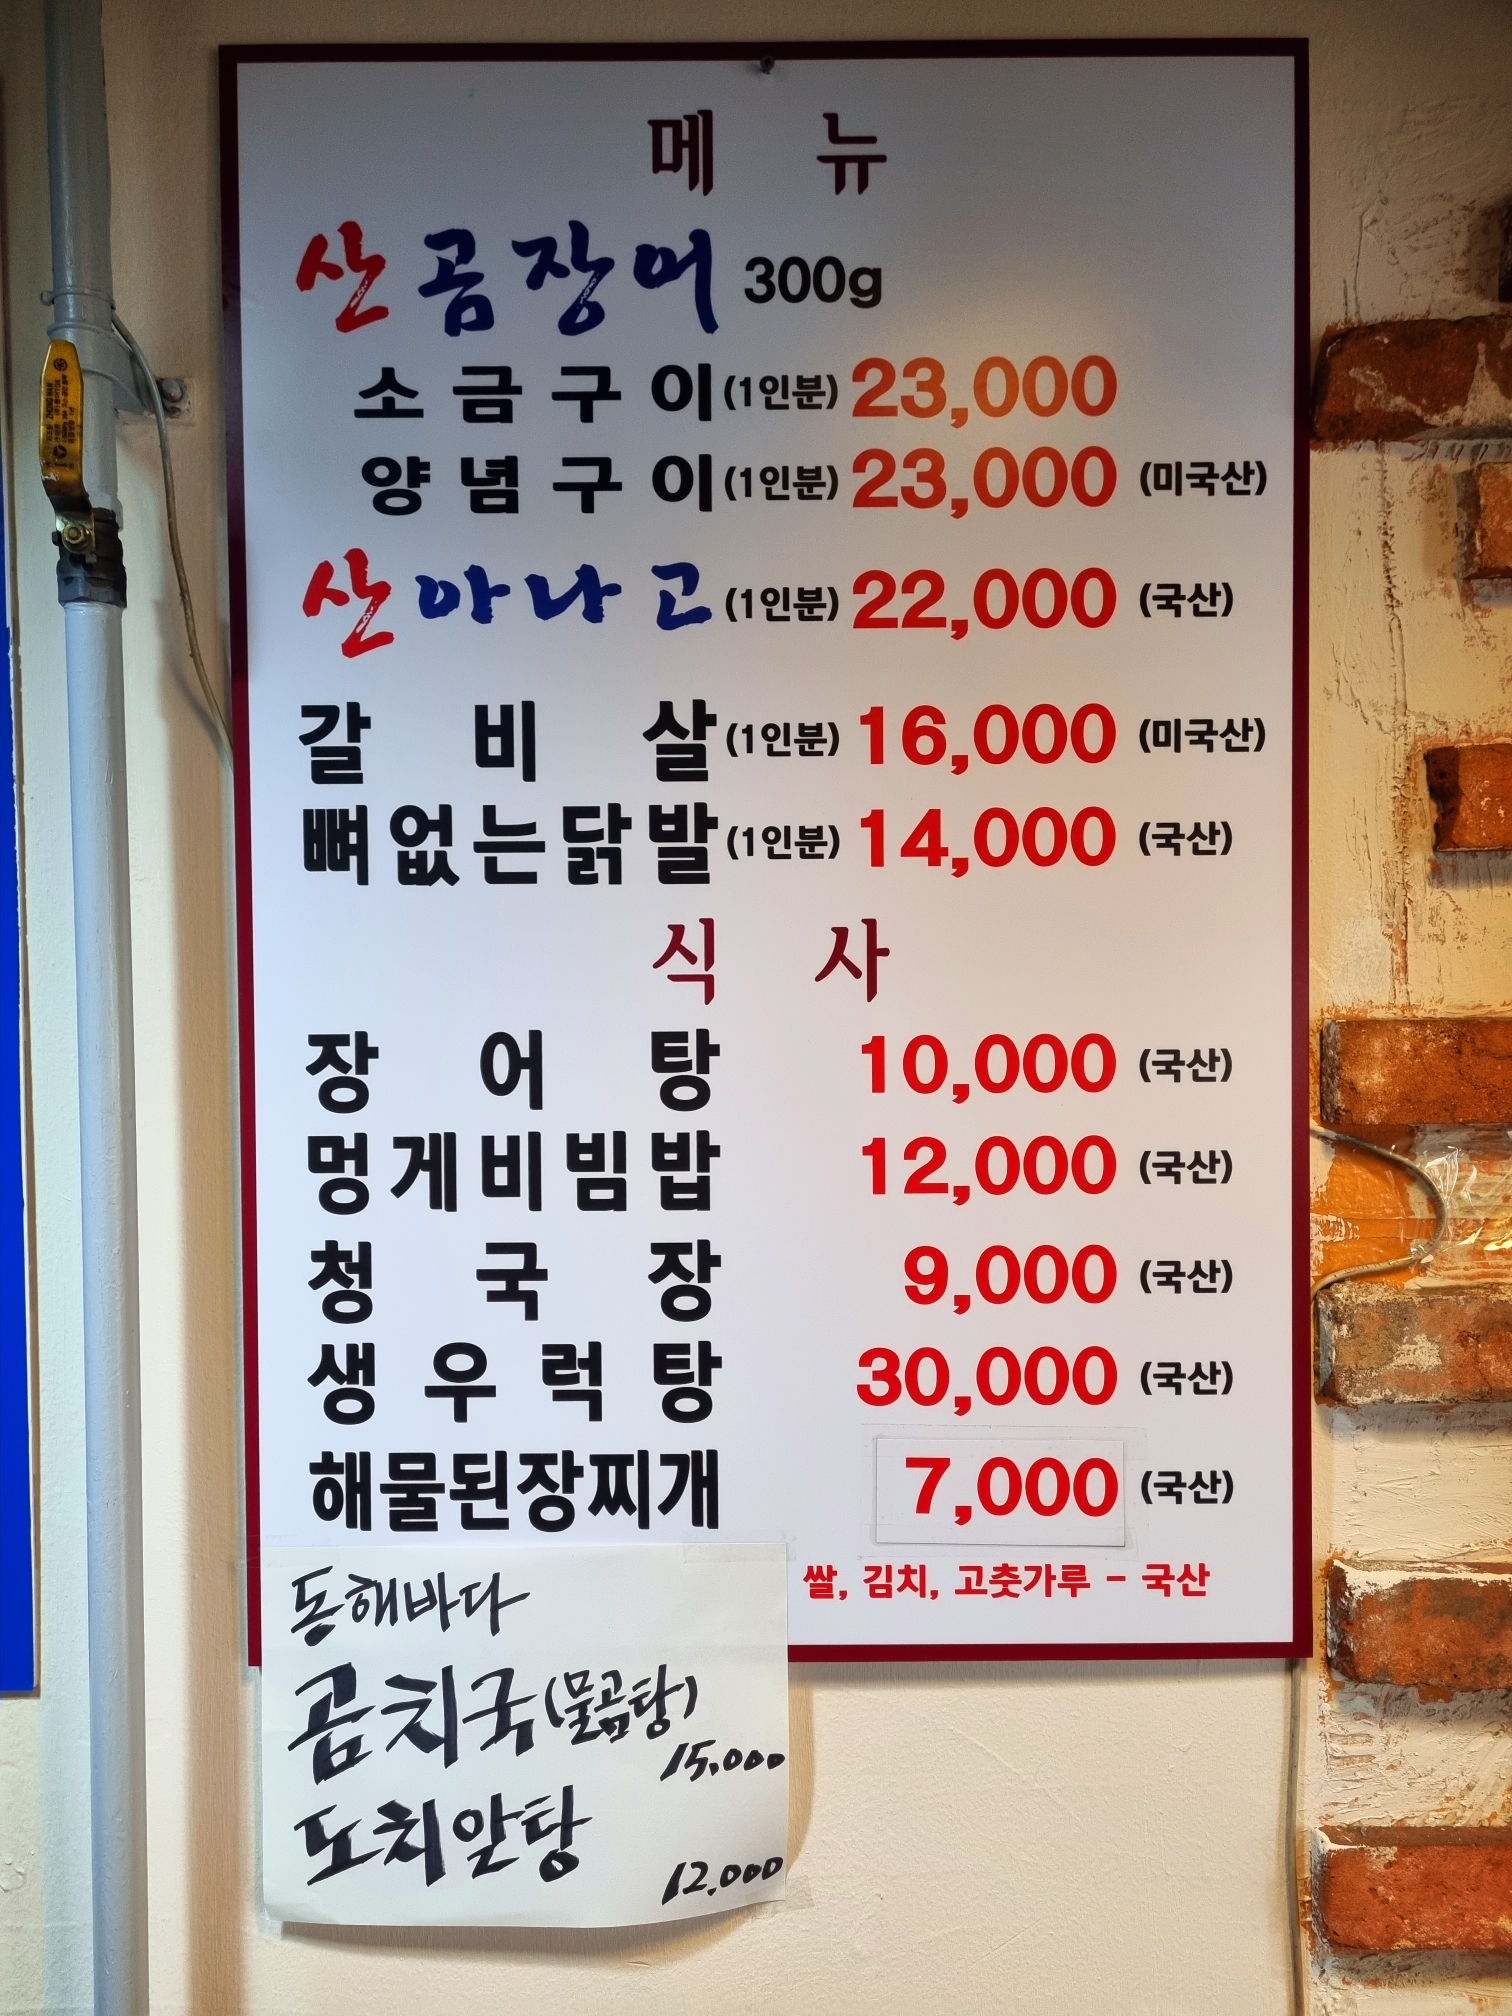 메 뉴
산 곰 장 어 300g
소 금 구 이 (1인분) 23,000
양 념 구 이 (1인분) 23,000 (미국산)
산 아 나 고 (1인분) 22,000 (국산)
갈 비 살 (1인분) 16,000 (미국산)
뼈없는닭발 (1인분) 14,000 (국산)
식 사
장 어 탕 10,000 (국산)
멍게비빔밥 12,000 (국산)
청 국 장 9,000 (국산)
생 우 럭 탕 30,000 (국산)
해물된장찌개 7,000 (국산)
쌀, 김치, 고춧가루 - 국산
동해바다
곰치국(물곰탕)
15,000
도치알탕
12,000